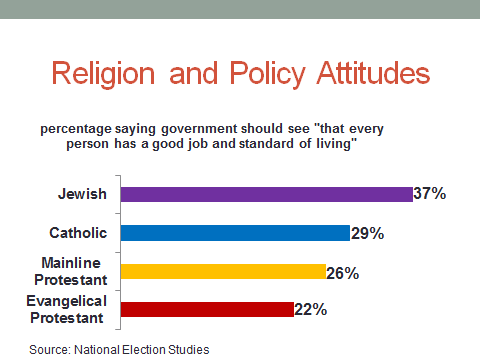 Religion and Policy Attitudes
percentage saying government should see "that every
person has a good job and standard of living"
Jewish
37%
Catholic
29%
Mainline
Protestant
26%
Evangelical
Protestant
22%
Source: National Election Studies